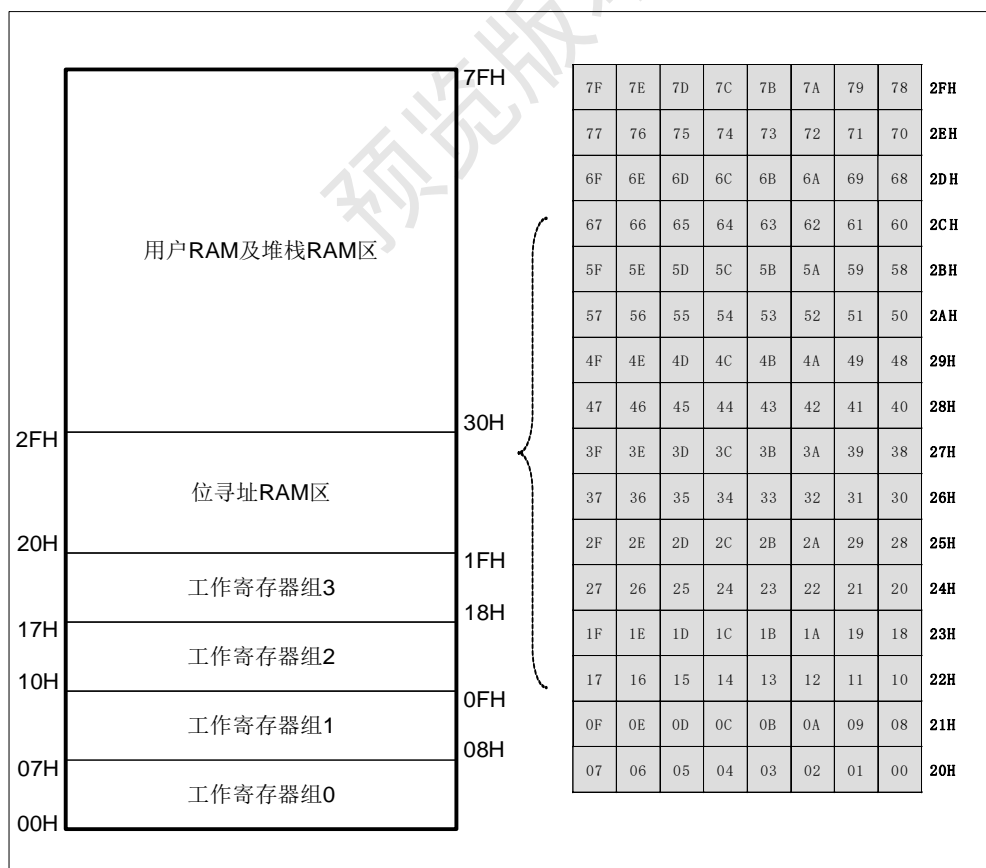 预览版
7FH
用户RAM及堆栈RAM区
30H
2FH
位寻址RAM区
20H
1FH
工作寄存器组3
18H
17H
工作寄存器组2
10H
0FH
工作寄存器组1
08H
07H
工作寄存器组0
00H
7F 7E 7D 7C 7B 7A 79 78 2FH
77 76 75 74 73 72 71 70 2EH
6F 6E 6D 6C 6B 6A 69 68 2DH
67 66 65 64 63 62 61 60 2CH
5F 5E 5D 5C 5B 5A 59 58 2BH
57 56 55 54 53 52 51 50 2AH
4F 4E 4D 4C 4B 4A 49 48 29H
47 46 45 44 43 42 41 40 28H
3F 3E 3D 3C 3B 3A 39 38 27H
37 36 35 34 33 32 31 30 26H
2F 2E 2D 2C 2B 2A 29 28 25H
27 26 25 24 23 22 21 20 24H
1F 1E 1D 1C 1B 1A 19 18 23H
17 16 15 14 13 12 11 10 22H
0F 0E 0D 0C 0B 0A 09 08 21H
07 06 05 04 03 02 01 00 20H